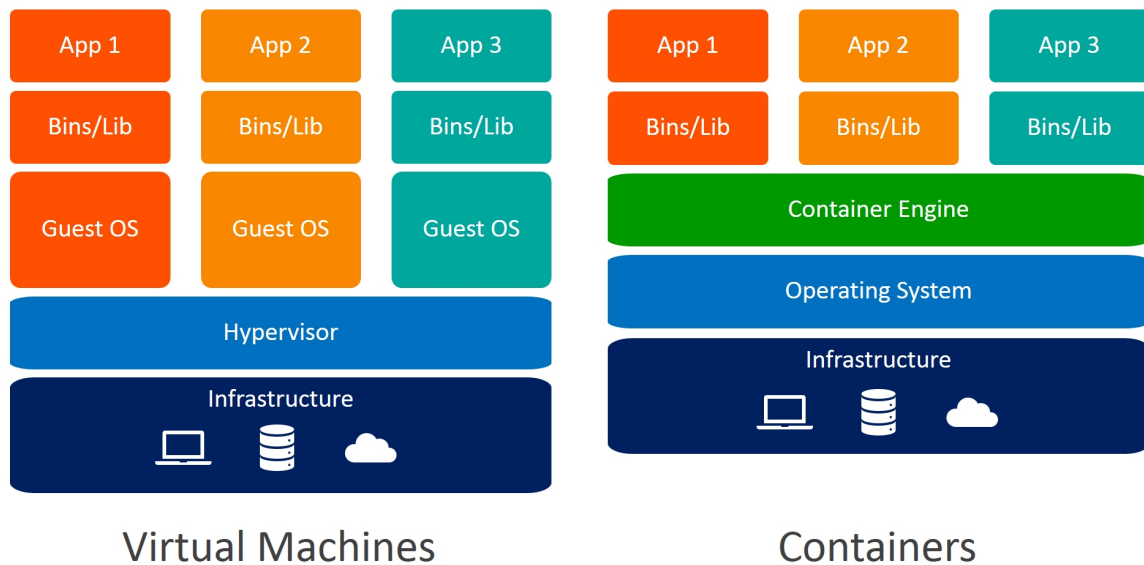 App 1
App 2
App 3
Bins/Lib
Bins/Lib
Bins/Lib
Guest OS
Guest OS
Guest OS
Hypervisor
Infrastructure
Virtual Machines
App 1
App 2
App 3
Bins/Lib
Bins/Lib
Bins/Lib
Container Engine
Operating System
Infrastructure
Containers